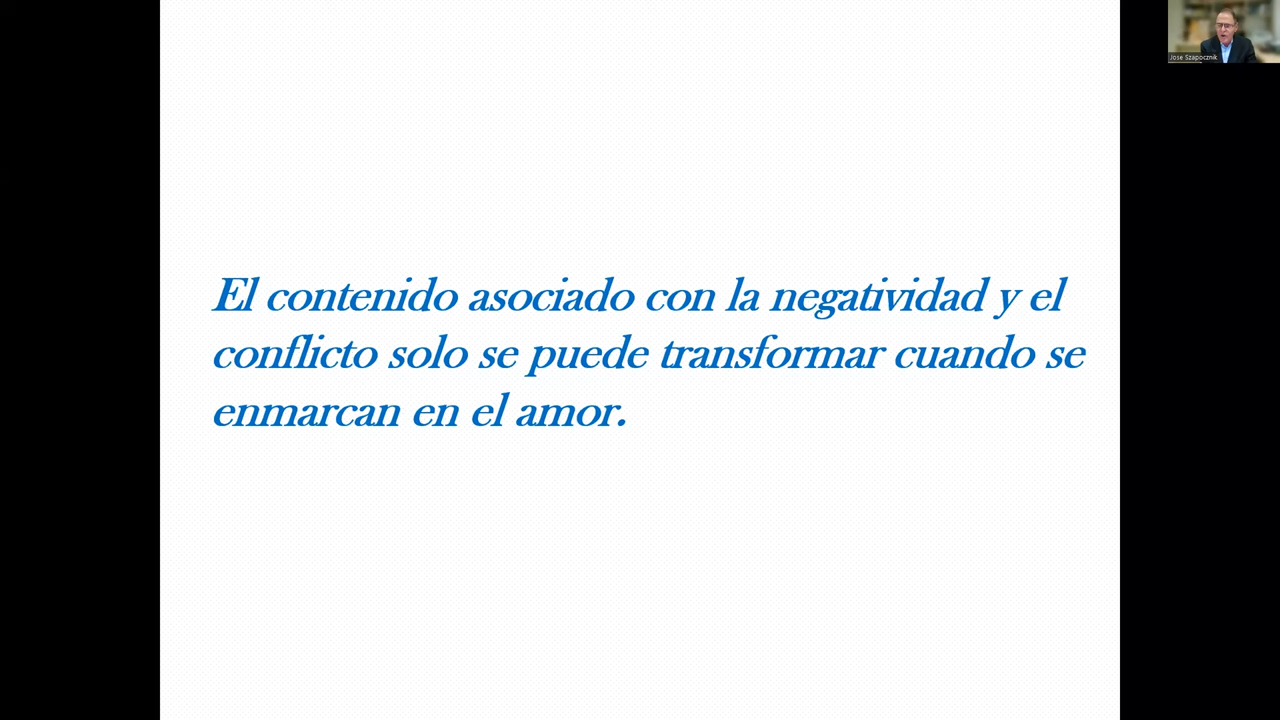 Jose Szapocznik
El contenido asociado con la negatividad y el
conflicto solo se puede transformar cuando se
enmarcan en el amor.